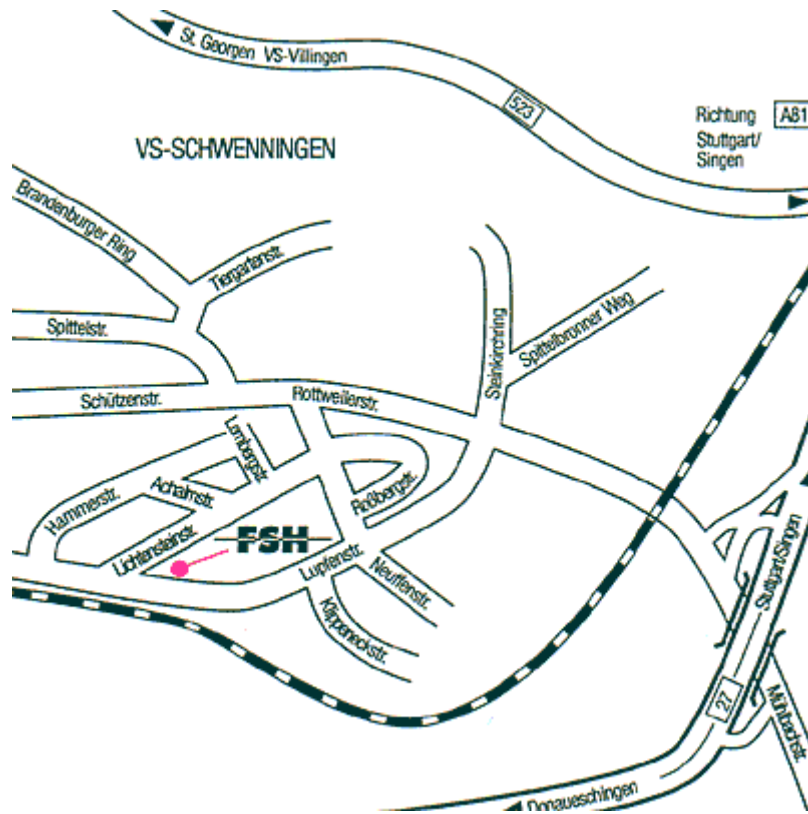 St. Georgen VS-Villingen
523
Richtung A81
Stuttgart/
Singen
VS-SCHWENNINGEN
Brandenburger Ring
Tiergartenstr.
Spittelstr.
Steinkirchring
Spittelbronner Weg
Schützenstr.
Rottweilerstr.
Lembergstr.
Hammerstr.
Achalmstr.
Roßbergstr.
Lichtensteinstr.
FSH
Lupfenstr.
Neuffenstr.
Klippeneckstr.
Stuttgart/Singen
27
Mühlbachstr.
Donaueschingen